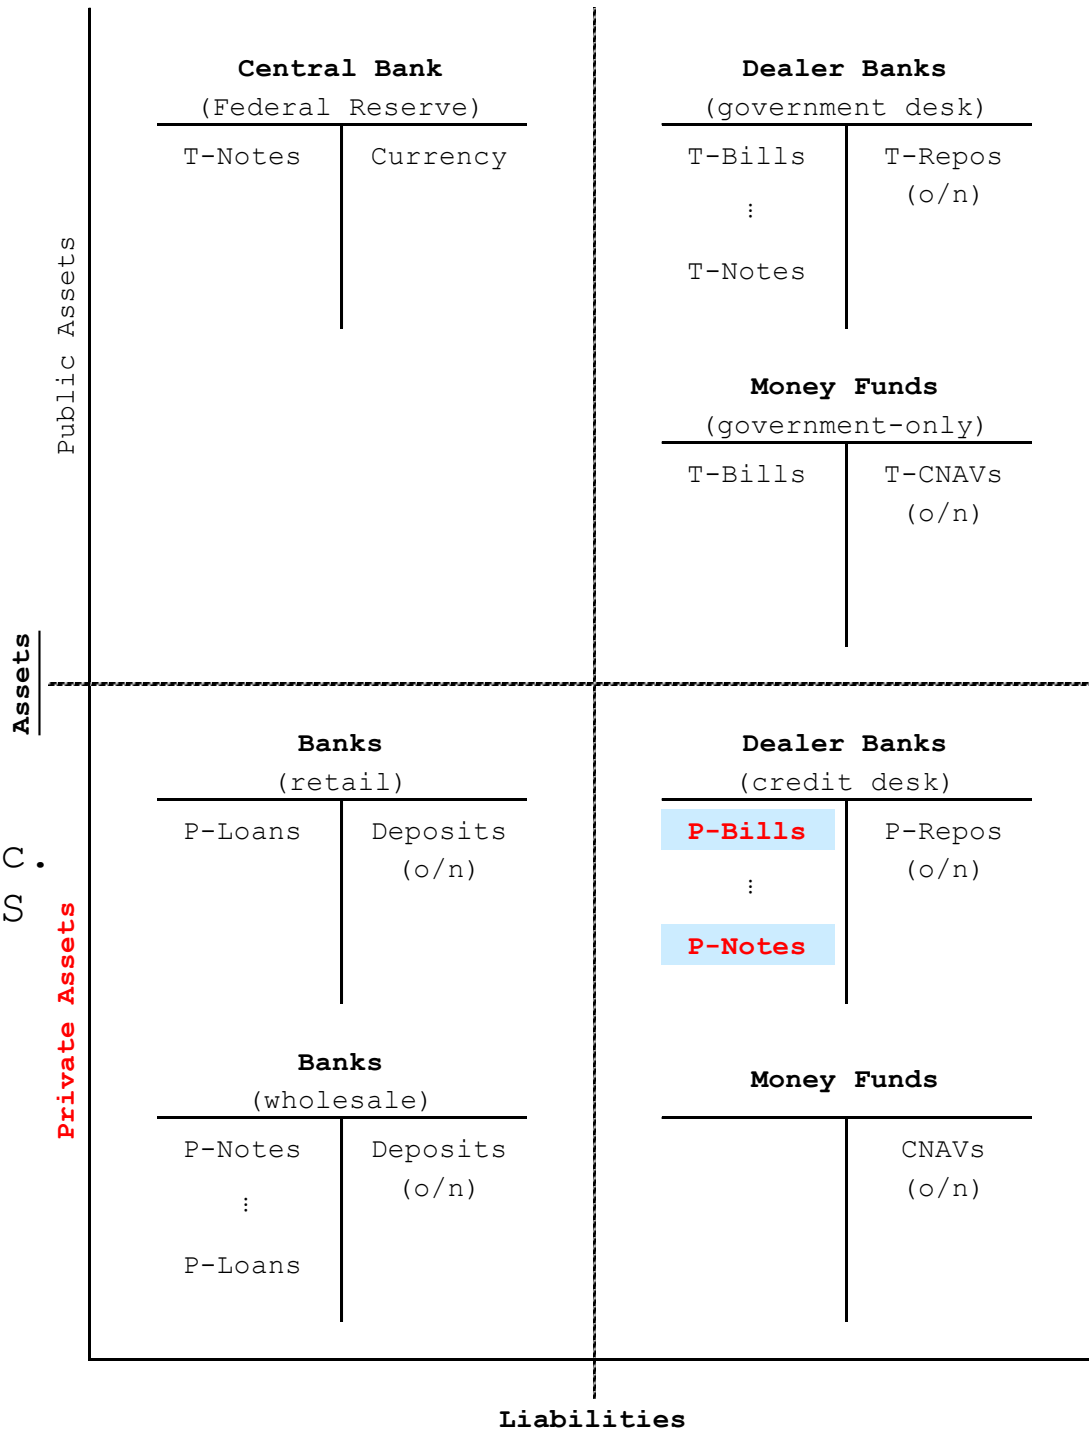 Central Bank
(Federal Reserve)
T-Notes
Currency
Dealer Banks
(government desk)
T-Bills
⋮
T-Notes
T-Repos
(o/n)
Public Assets
Money Funds
(government-only)
T-Bills
T-CNAVs
(o/n)
Assets
Banks
(retail)
P-Loans
Deposits
(o/n)
Dealer Banks
(credit desk)
P-Bills
⋮
P-Notes
P-Repos
(o/n)
c.
S
Private Assets
Banks
(wholesale)
P-Notes
⋮
P-Loans
Deposits
(o/n)
Money Funds
CNAVs
(o/n)
Liabilities